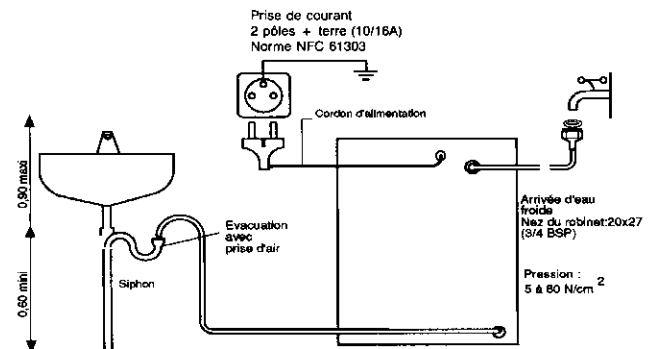 Prise de courant
2 pôles + terre (10/16A)
Norme NFC 61303
Cordon d'alimentation
0,90 maxi
Arrivée d'eau
froide
Nez du robinet:20x27
(3/4 BSP)
Evacuation
avec
prise d'air
Siphon
0,60 mini
Pression :
5 à 80 N/cm 2